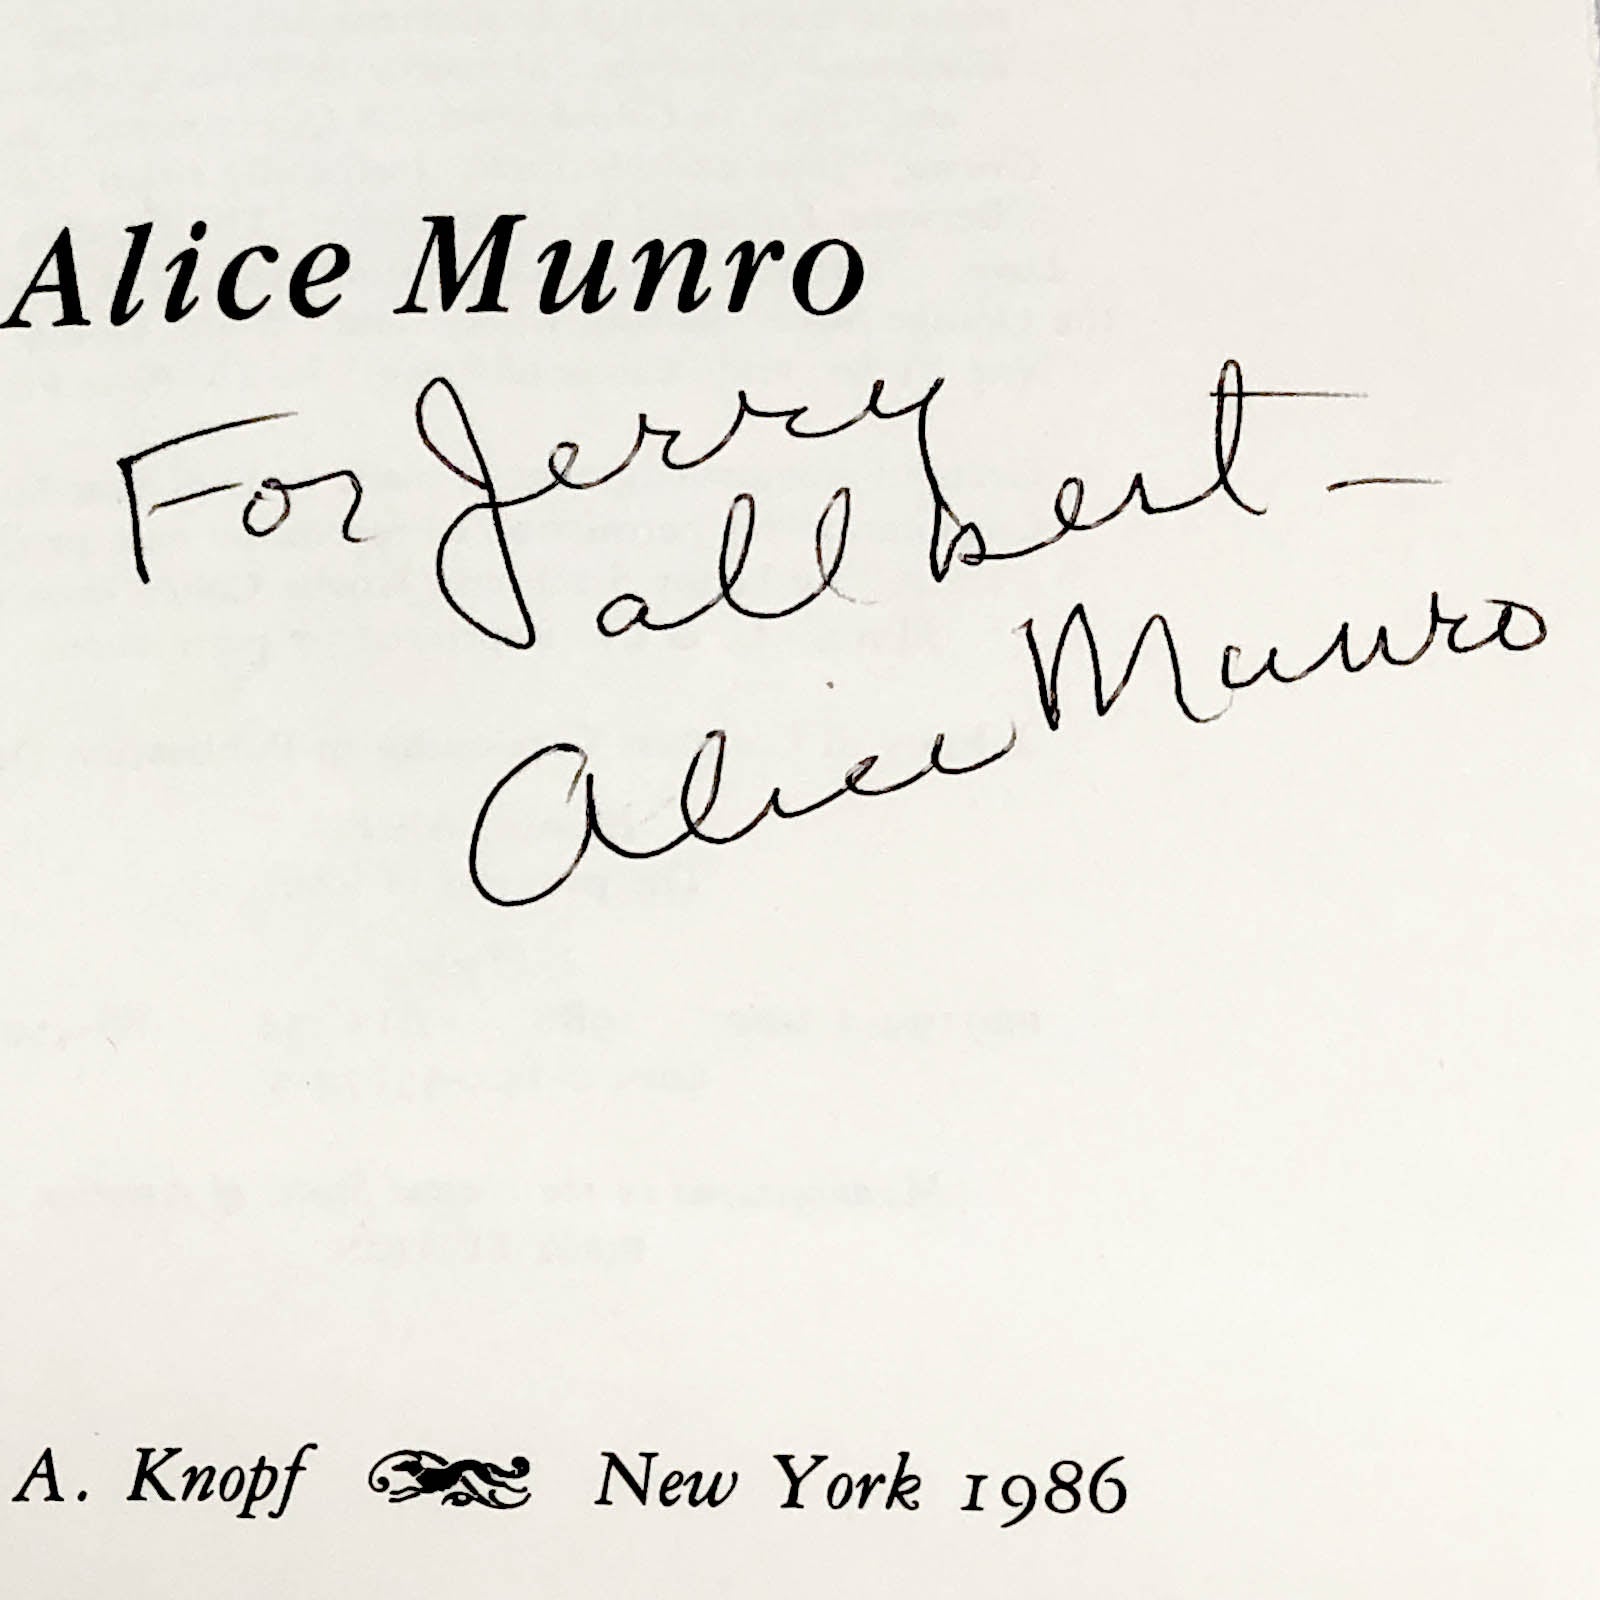 Alice Munro
For Jerry
all best –
Alice Munro
A. Knopf New York 1986